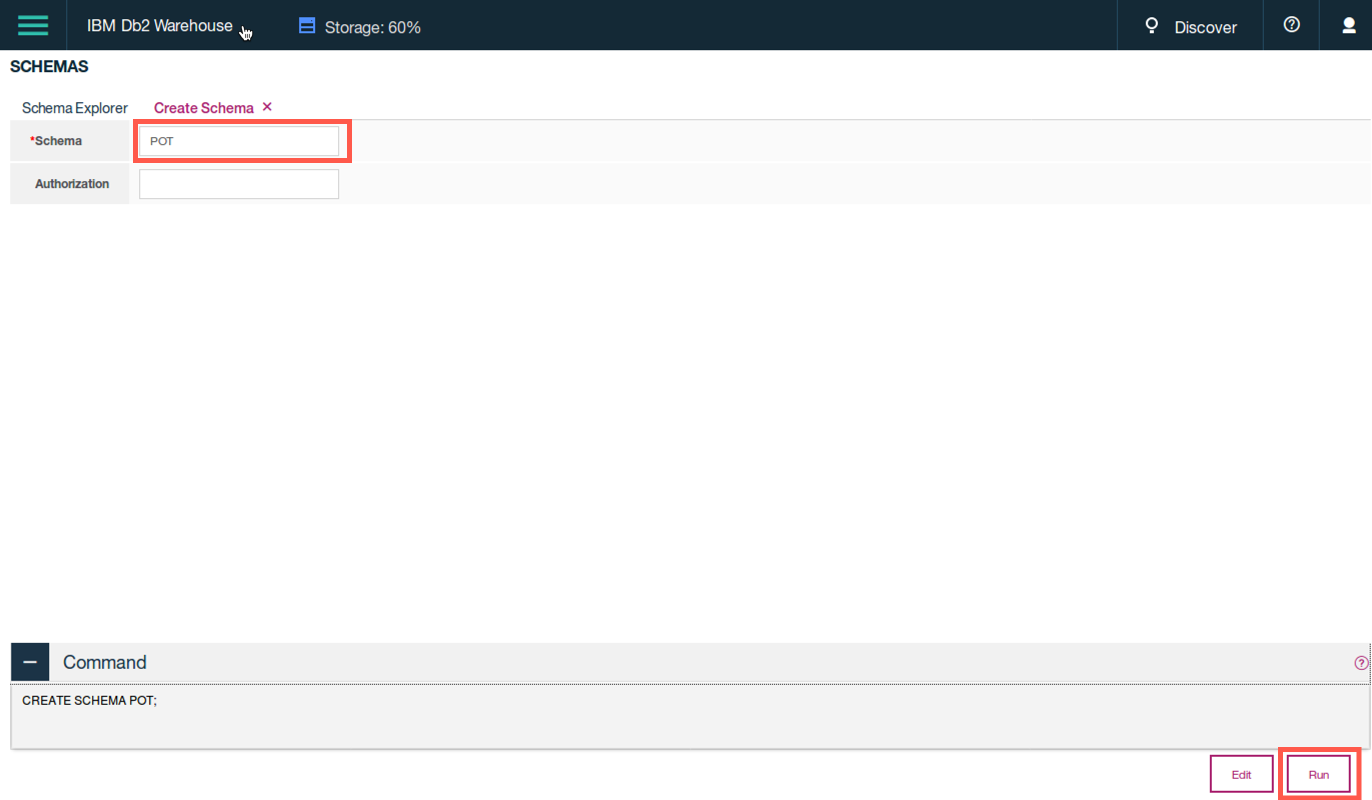 IBM Db2 Warehouse Storage: 60% Discover ?
SCHEMAS
Schema Explorer Create Schema ×
*Schema POT
Authorization
− Command ?
CREATE SCHEMA POT;
Edit Run